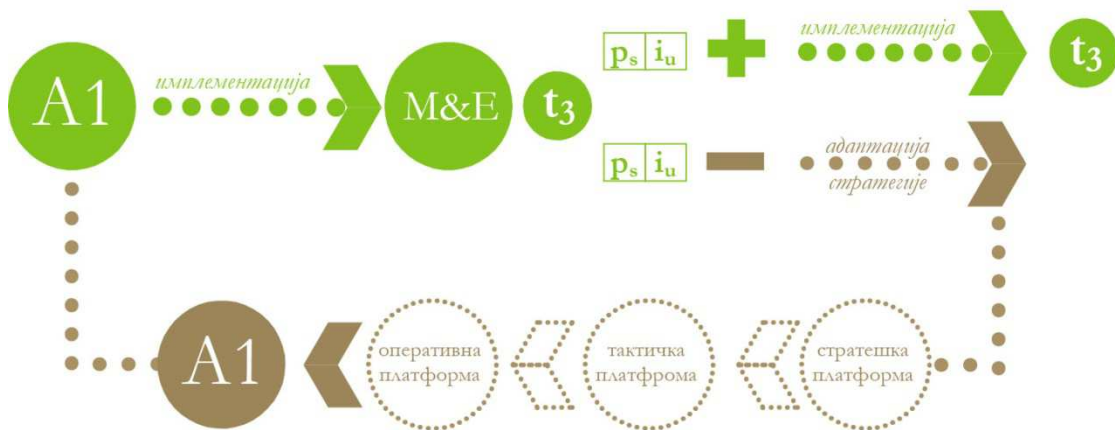 A1
имплементација
M&E
t3
ps iu
имплементација
t3
ps iu
адаптација
стратегије
A1
оперативна
платформа
тактичка
платфрома
стратешка
платформа